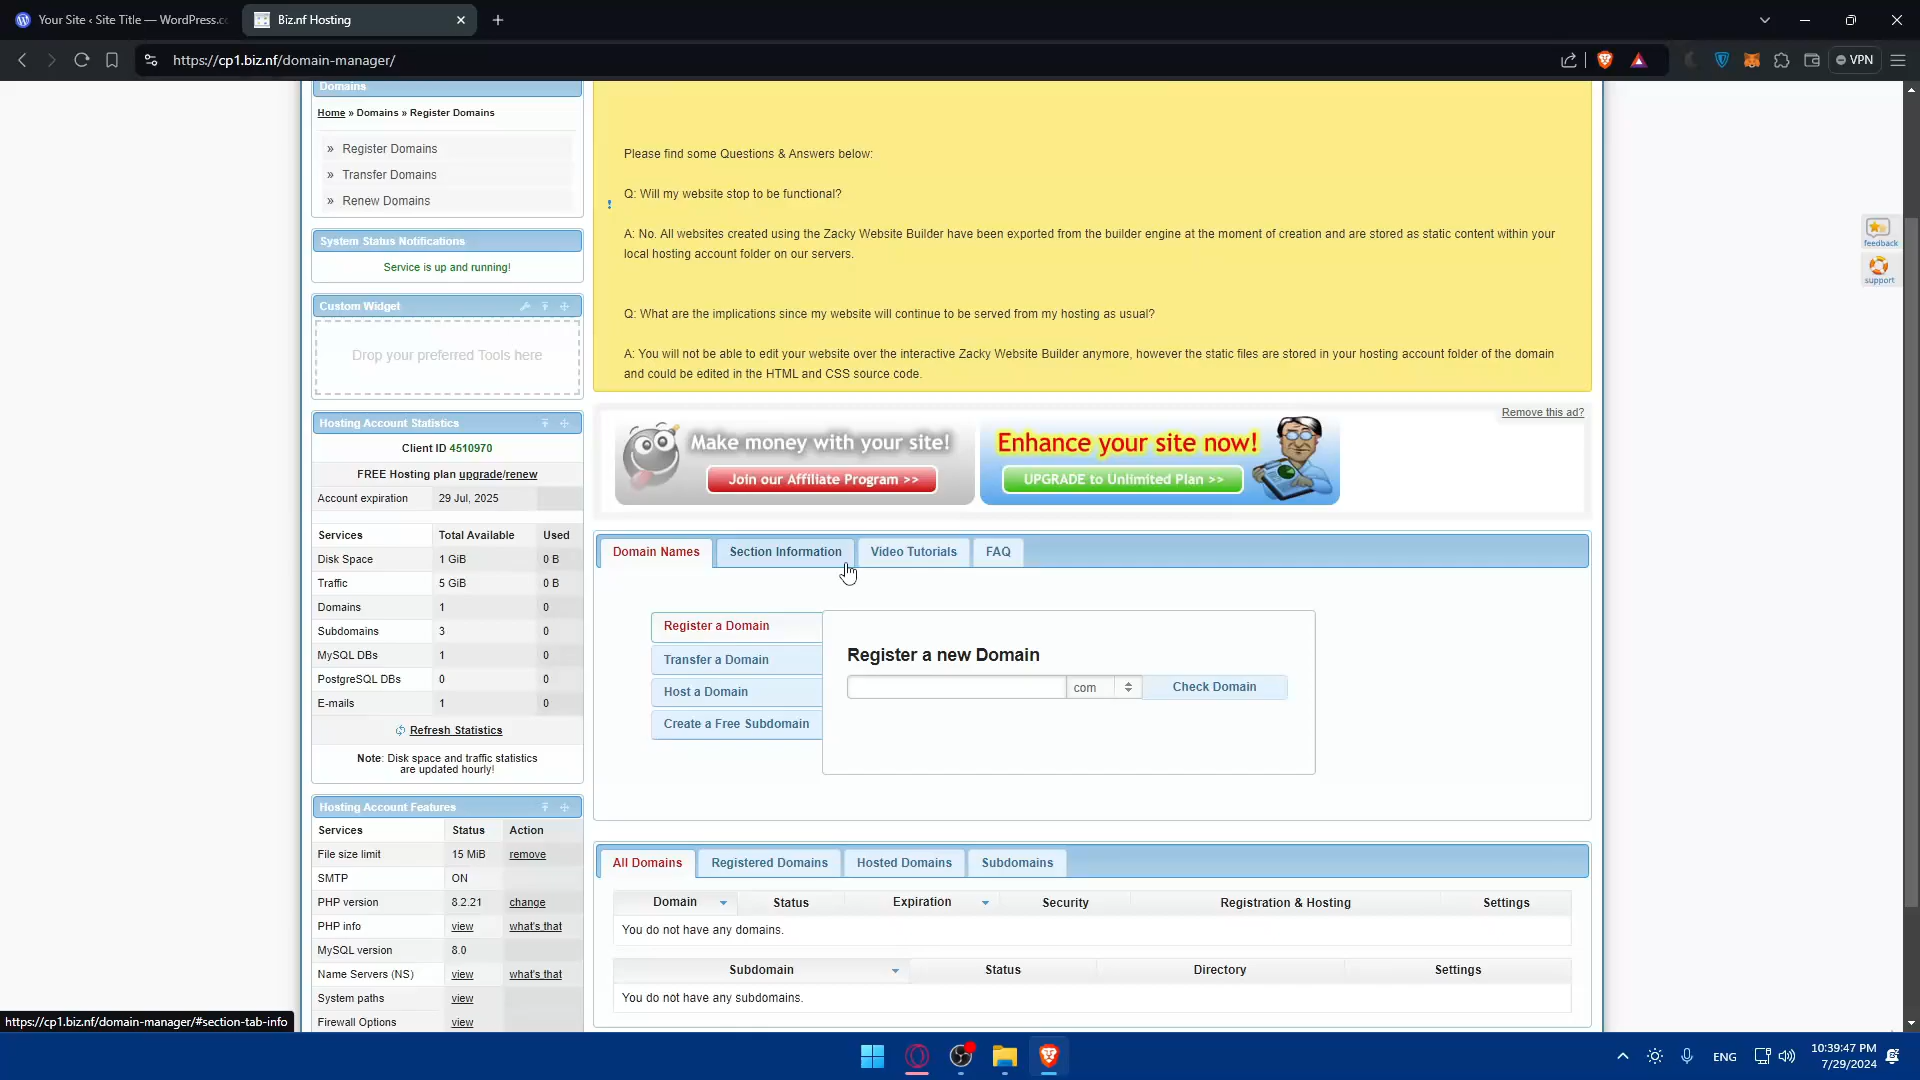 Your Site ‹ Site Title — WordPress.c
Biz.nf Hosting
https://cp1.biz.nf/domain-manager/
VPN
Domains
Home » Domains » Register Domains
» Register Domains
» Transfer Domains
» Renew Domains
System Status Notifications
Service is up and running!
Custom Widget
Drop your preferred Tools here
Hosting Account Statistics
Client ID 4510970
FREE Hosting plan upgrade/renew
Account expiration 29 Jul, 2025
Services Total Available Used
Disk Space 1 GiB 0 B
Traffic 5 GiB 0 B
Domains 1 0
Subdomains 3 0
MySQL DBs 1 0
PostgreSQL DBs 0 0
E-mails 1 0
Refresh Statistics
Note: Disk space and traffic statistics
are updated hourly!
Hosting Account Features
Services Status Action
File size limit 15 MiB remove
SMTP ON
PHP version 8.2.21 change
PHP info view what's that
MySQL version 8.0
Name Servers (NS) view what's that
System paths view
Firewall Options view
Please find some Questions & Answers below:
Q: Will my website stop to be functional?
A: No. All websites created using the Zacky Website Builder have been exported from the builder engine at the moment of creation and are stored as static content within your
local hosting account folder on our servers.
Q: What are the implications since my website will continue to be served from my hosting as usual?
A: You will not be able to edit your website over the interactive Zacky Website Builder anymore, however the static files are stored in your hosting account folder of the domain
and could be edited in the HTML and CSS source code.
Remove this ad?
Make money with your site!
Join our Affiliate Program >>
Enhance your site now!
UPGRADE to Unlimited Plan >>
Domain Names Section Information Video Tutorials FAQ
Register a Domain
Transfer a Domain
Host a Domain
Create a Free Subdomain
Register a new Domain
com Check Domain
All Domains Registered Domains Hosted Domains Subdomains
Domain Status Expiration Security Registration & Hosting Settings
You do not have any domains.
Subdomain Status Directory Settings
You do not have any subdomains.
feedback
support
https://cp1.biz.nf/domain-manager/#section-tab-info
ENG
10:39:47 PM
7/29/2024